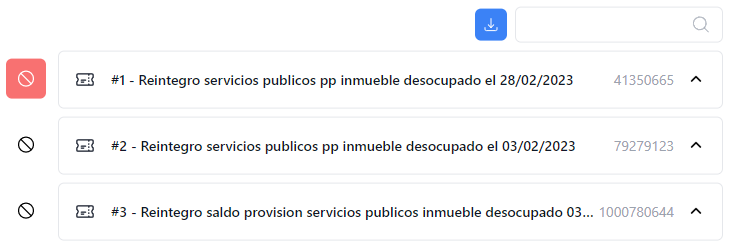 #1 - Reintegro servicios publicos pp inmueble desocupado el 28/02/2023 41350665
#2 - Reintegro servicios publicos pp inmueble desocupado el 03/02/2023 79279123
#3 - Reintegro saldo provision servicios publicos inmueble desocupado 03... 1000780644